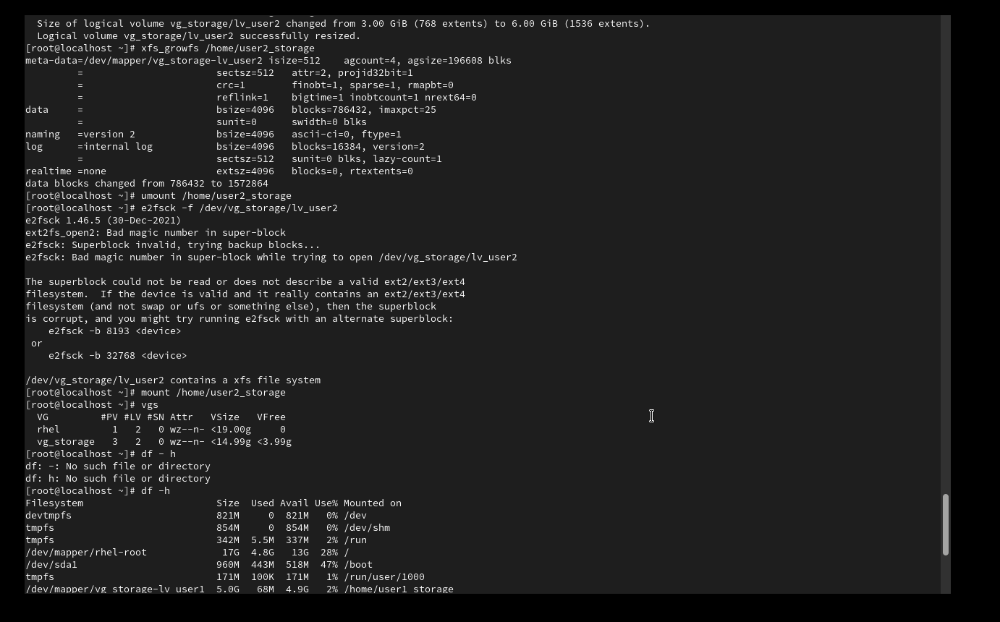 Size of logical volume vg_storage/lv_user2 changed from 3.00 GiB (768 extents) to 6.00 GiB (1536 extents).
  Logical volume vg_storage/lv_user2 successfully resized.
[root@localhost ~]# xfs_growfs /home/user2_storage
meta-data=/dev/mapper/vg_storage-lv_user2 isize=512    agcount=4, agsize=196608 blks
         =                       sectsz=512   attr=2, projid32bit=1
         =                       crc=1        finobt=1, sparse=1, rmapbt=0
         =                       reflink=1    bigtime=1 inobtcount=1 nrext64=0
data     =                       bsize=4096   blocks=786432, imaxpct=25
         =                       sunit=0      swidth=0 blks
naming   =version 2              bsize=4096   ascii-ci=0, ftype=1
log      =internal log           bsize=4096   blocks=16384, version=2
         =                       sectsz=512   sunit=0 blks, lazy-count=1
realtime =none                   extsz=4096   blocks=0, rtextents=0
data blocks changed from 786432 to 1572864
[root@localhost ~]# umount /home/user2_storage
[root@localhost ~]# e2fsck -f /dev/vg_storage/lv_user2
e2fsck 1.46.5 (30-Dec-2021)
ext2fs_open2: Bad magic number in super-block
e2fsck: Superblock invalid, trying backup blocks...
e2fsck: Bad magic number in super-block while trying to open /dev/vg_storage/lv_user2

The superblock could not be read or does not describe a valid ext2/ext3/ext4
filesystem.  If the device is valid and it really contains an ext2/ext3/ext4
filesystem (and not swap or ufs or something else), then the superblock
is corrupt, and you might try running e2fsck with an alternate superblock:
    e2fsck -b 8193 <device>
 or
    e2fsck -b 32768 <device>

/dev/vg_storage/lv_user2 contains a xfs file system
[root@localhost ~]# mount /home/user2_storage
[root@localhost ~]# vgs
  VG         #PV #LV #SN Attr   VSize   VFree
  rhel         1   2   0 wz--n- <19.00g     0
  vg_storage   3   2   0 wz--n- <14.99g <3.99g
[root@localhost ~]# df - h
df: -: No such file or directory
df: h: No such file or directory
[root@localhost ~]# df -h
Filesystem                       Size  Used Avail Use% Mounted on
devtmpfs                         821M     0  821M   0% /dev
tmpfs                            854M     0  854M   0% /dev/shm
tmpfs                            342M  5.5M  337M   2% /run
/dev/mapper/rhel-root             17G  4.8G   13G  28% /
/dev/sda1                        960M  443M  518M  47% /boot
tmpfs                            171M  100K  171M   1% /run/user/1000
/dev/mapper/vg_storage-lv_user1  5.0G   68M  4.9G   2% /home/user1_storage